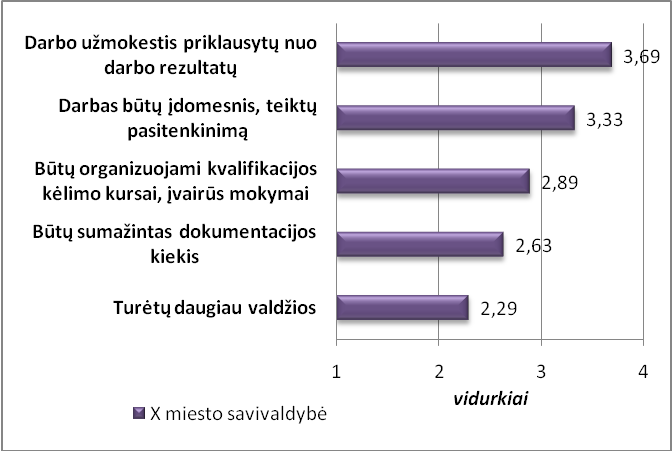 Darbo užmokestis priklausytų nuo
darbo rezultatų
3,69
Darbas būtų įdomesnis, teiktų
pasitenkinimą
3,33
Būtų organizuojami kvalifikacijos
kėlimo kursai, įvairūs mokymai
2,89
Būtų sumažintas dokumentacijos
kiekis
2,63
Turėtų daugiau valdžios
2,29
1 2 3 4
vidurkiai
X miesto savivaldybė